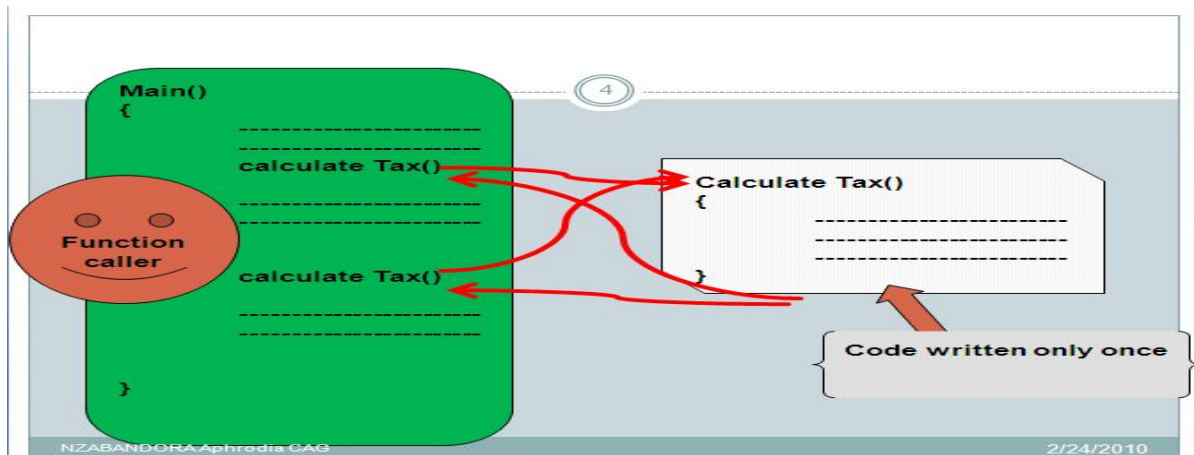 4
Main()
{
------------------------
------------------------
calculate Tax()
------------------------
------------------------
calculate Tax()
------------------------
------------------------
}
Function
caller
Calculate Tax()
{
------------------------
------------------------
------------------------
}
Code written only once
NZABANDORA Aphrodia CAG
2/24/2010